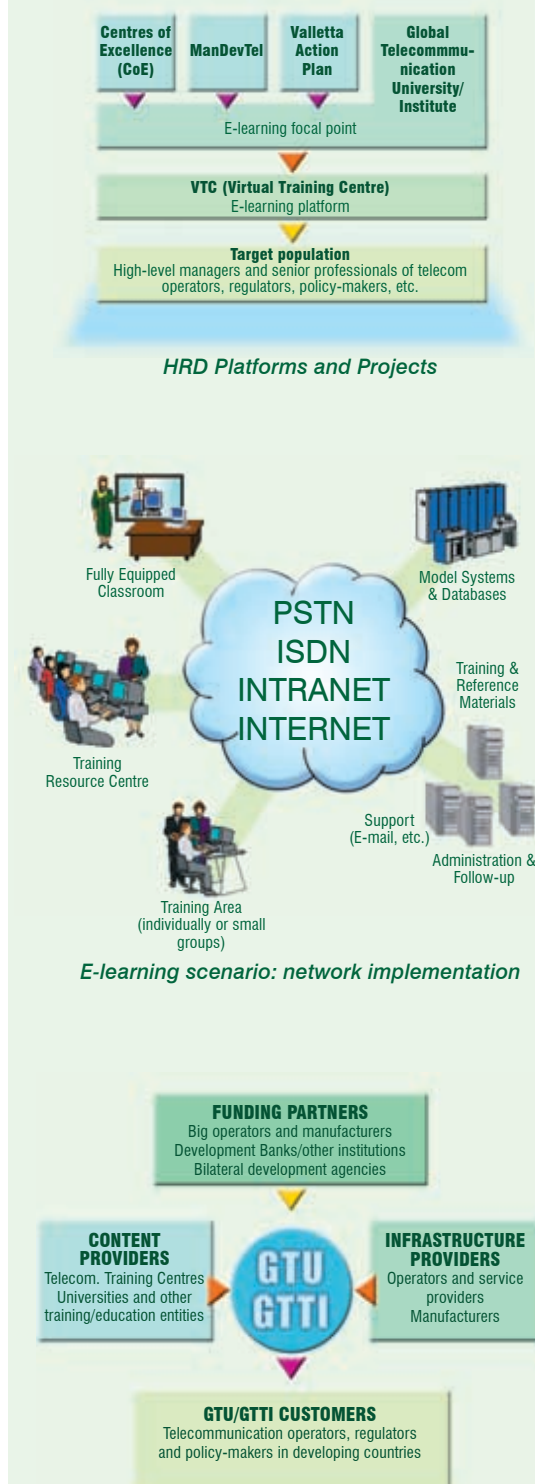 Centres of
Excellence
(CoE)
ManDevTel
Valletta
Action
Plan
Global
Telecommmu-
nication
University/
Institute
E-learning focal point
VTC (Virtual Training Centre)
E-learning platform
Target population
High-level managers and senior professionals of telecom
operators, regulators, policy-makers, etc.
HRD Platforms and Projects
Fully Equipped
Classroom
Model Systems
& Databases
PSTN
ISDN
INTRANET
INTERNET
Training &
Reference
Materials
Training
Resource Centre
Support
(E-mail, etc.)
Administration &
Follow-up
Training Area
(individually or small
groups)
E-learning scenario: network implementation
FUNDING PARTNERS
Big operators and manufacturers
Development Banks/other institutions
Bilateral development agencies
CONTENT
PROVIDERS
Telecom. Training Centres
Universities and other
training/education entities
GTU
GTTI
INFRASTRUCTURE
PROVIDERS
Operators and service
providers
Manufacturers
GTU/GTTI CUSTOMERS
Telecommunication operators, regulators
and policy-makers in developing countries